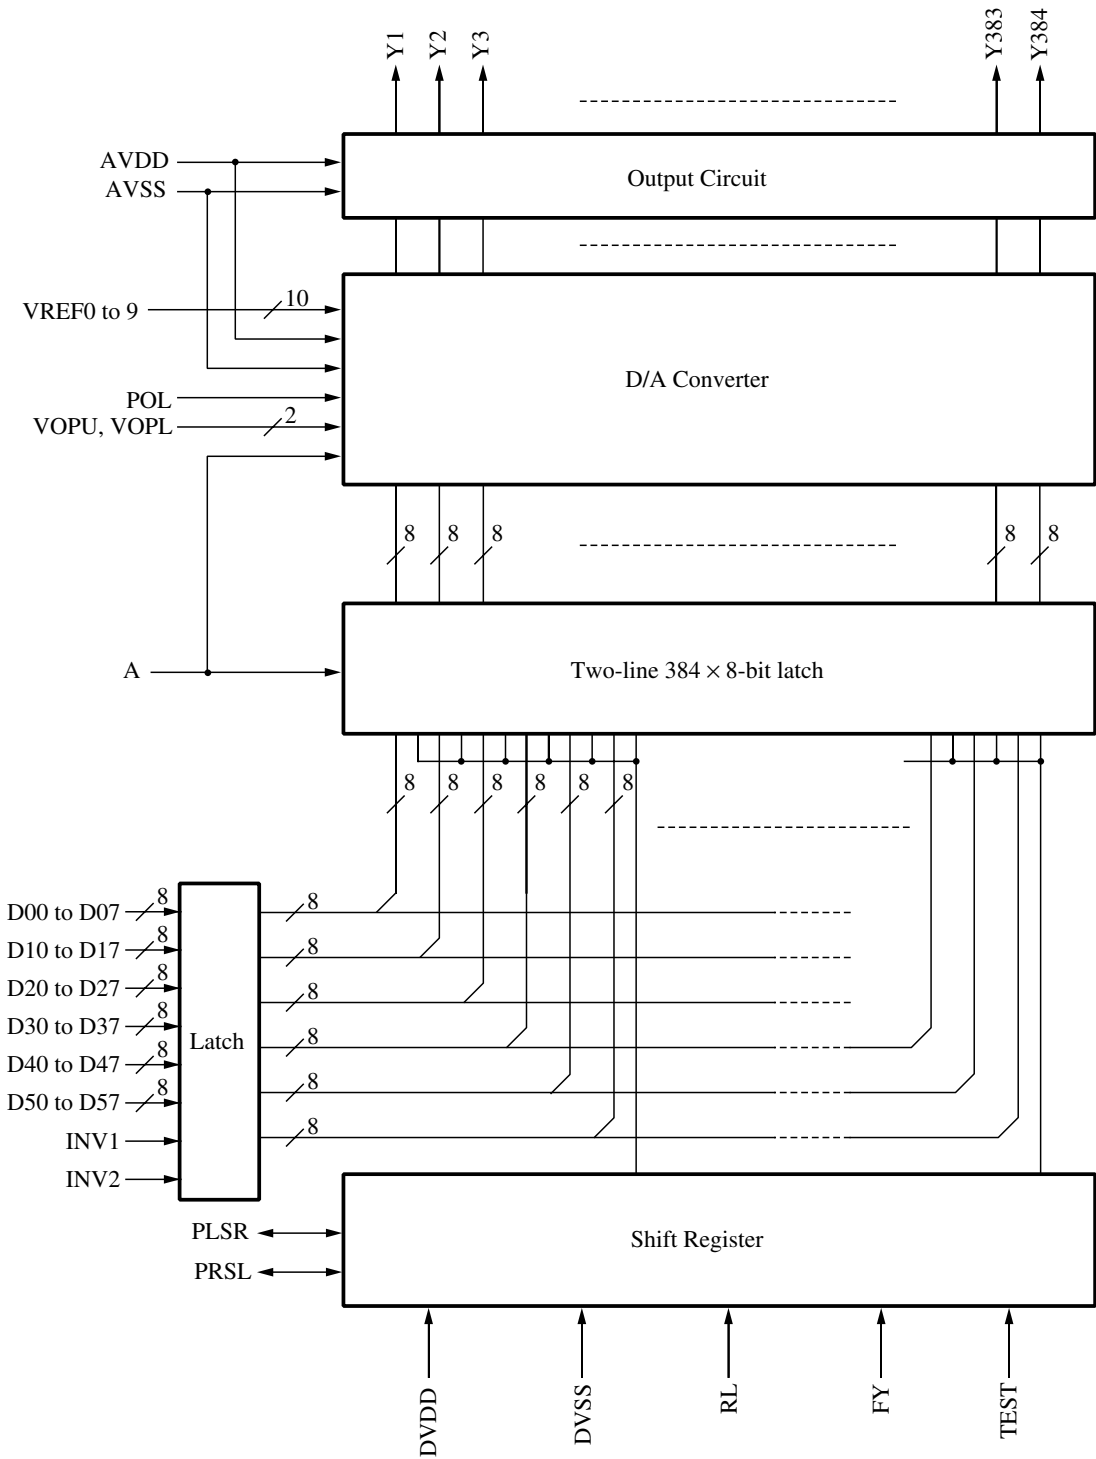 Y1
Y2
Y3
Y383
Y384
AVDD
AVSS
Output Circuit
VREF0 to 9
10
D/A Converter
POL
VOPU, VOPL
2
8
8
8
8
8
A
Two-line 384 × 8-bit latch
8
8
8
8
8
8
D00 to D07
8
8
D10 to D17
8
8
D20 to D27
8
8
D30 to D37
8
Latch
8
D40 to D47
8
8
D50 to D57
8
8
INV1
INV2
PLSR
Shift Register
PRSL
DVDD
DVSS
RL
FY
TEST